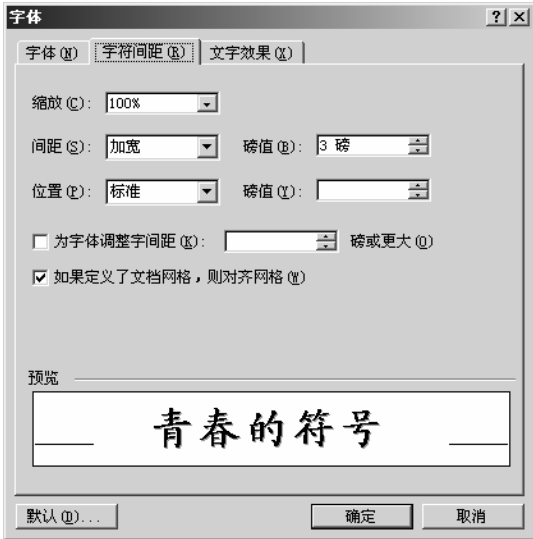 字体
字体(N) 字符间距(R) 文字效果(X)
缩放(C): 100%
间距(S): 加宽 磅值(B): 3 磅
位置(P): 标准 磅值(Y):
为字体调整字间距(K): 磅或更大(O)
如果定义了文档网格，则对齐网格(W)
预览
青春的符号
默认(D)... 确定 取消